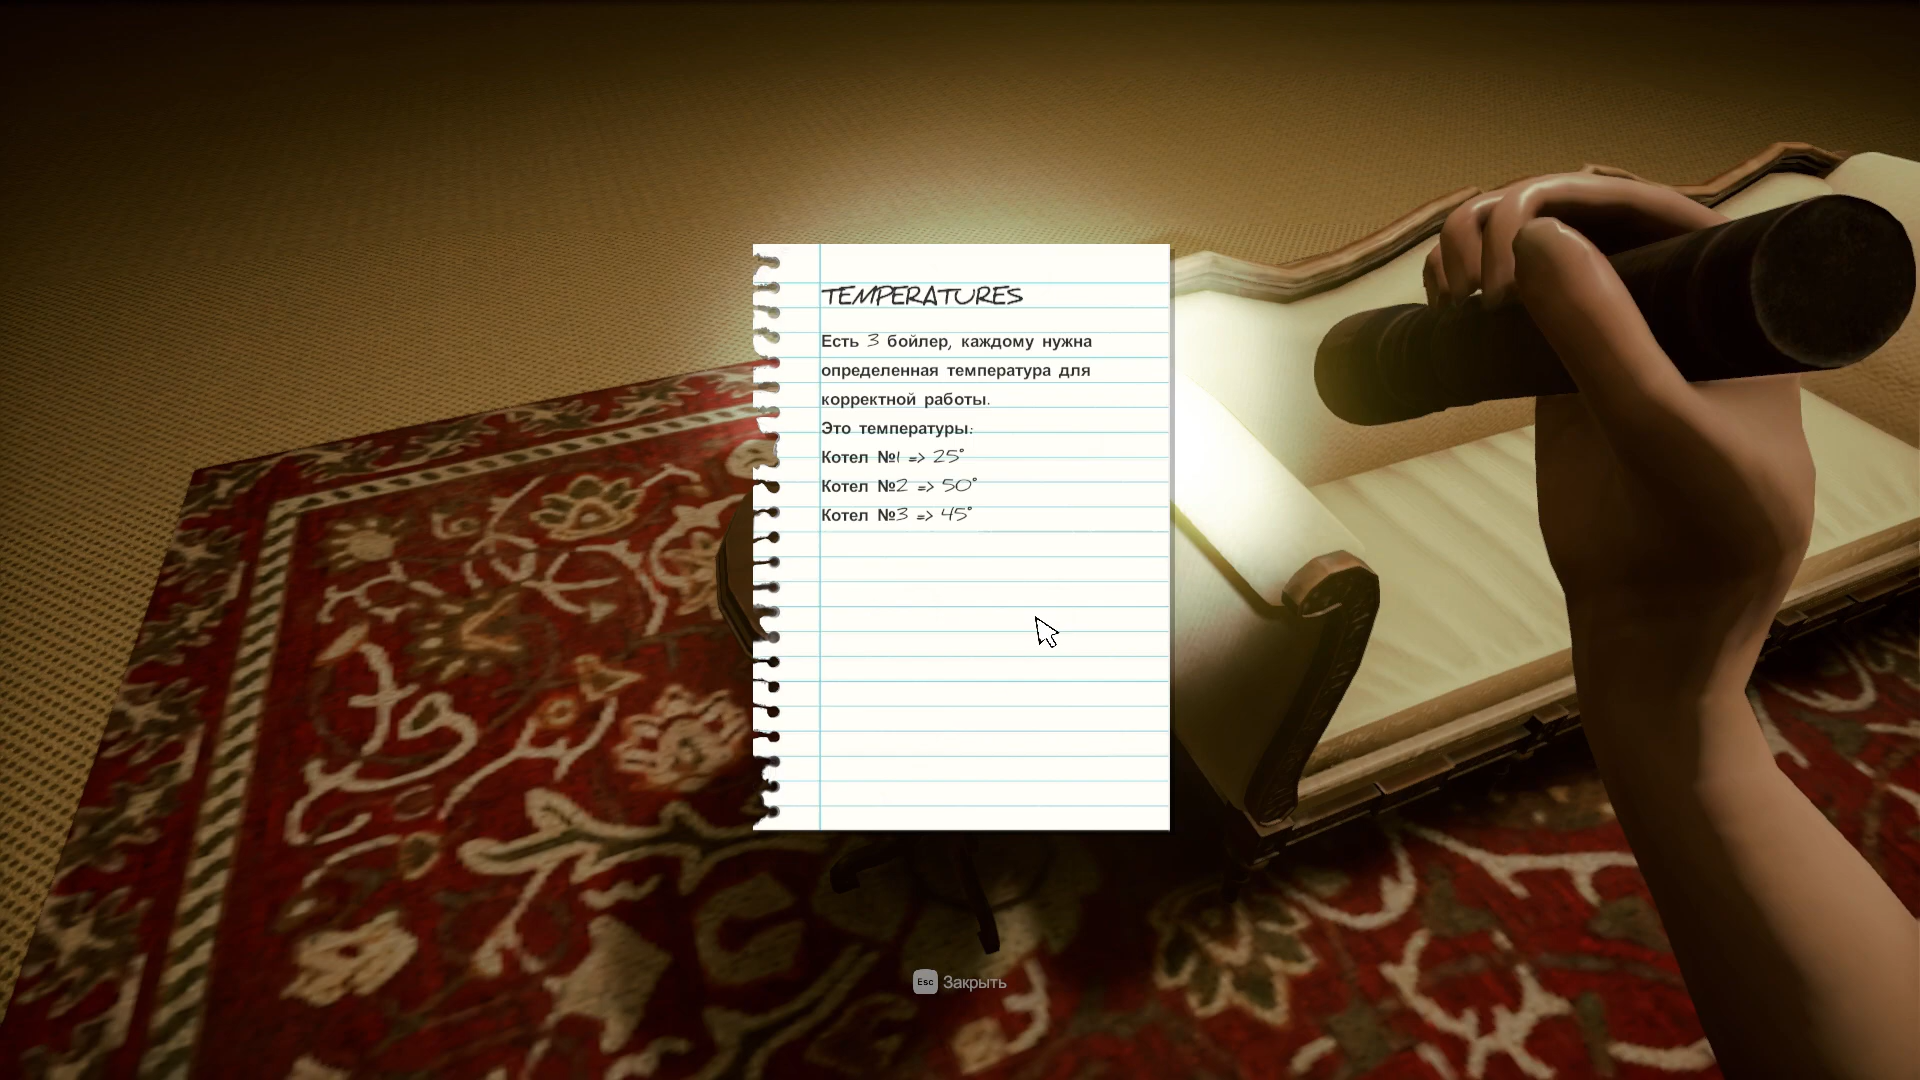 TEMPERATURES
Есть 3 бойлер, каждому нужна
определенная температура для
корректной работы.
Это температуры:
Котел №1 => 25°
Котел №2 => 50°
Котел №3 => 45°
Esc Закрыть